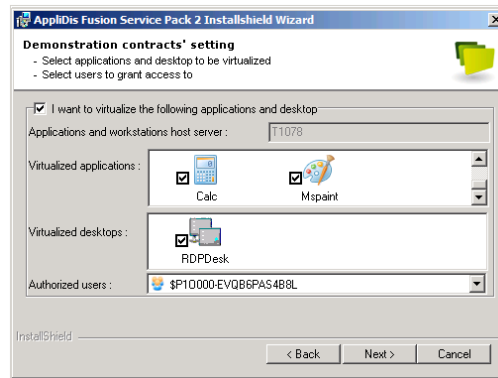 AppliDis Fusion Service Pack 2 Installshield Wizard
Demonstration contracts' setting
- Select applications and desktop to be virtualized
- Select users to grant access to
I want to virtualize the following applications and desktop
Applications and workstations host server :
T1078
Virtualized applications :
Calc
Mspaint
Virtualized desktops :
RDPDesk
Authorized users :
$P1O000-EVQB6PAS4B8L
InstallShield
< Back
Next >
Cancel